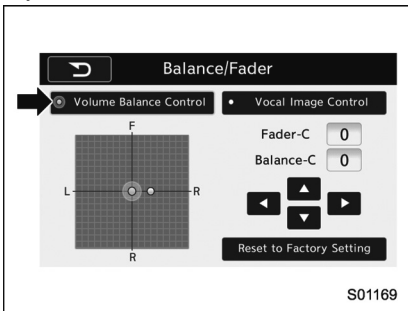 Balance/Fader
Volume Balance Control
Vocal Image Control
F
L
R
R
Fader-C 0
Balance-C 0
Reset to Factory Setting
S01169